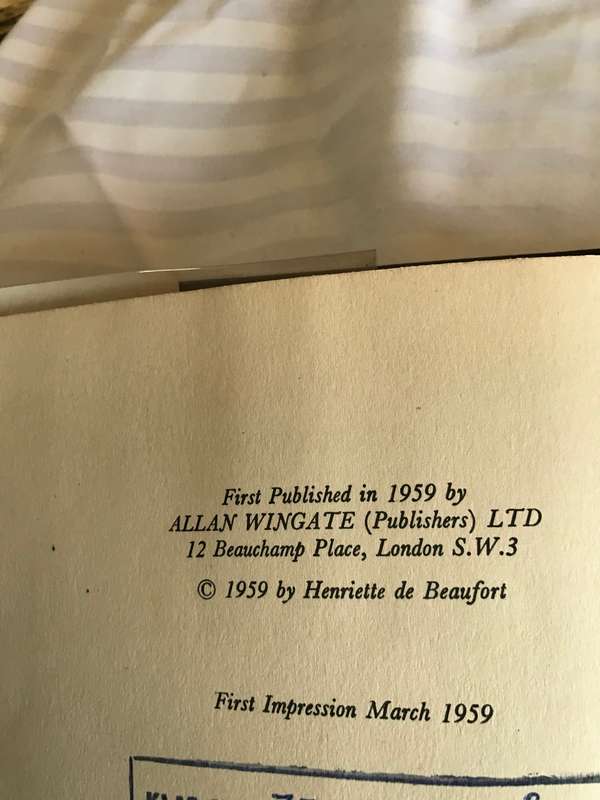 First Published in 1959 by
ALLAN WINGATE (Publishers) LTD
12 Beauchamp Place, London S.W.3
© 1959 by Henriette de Beaufort
First Impression March 1959